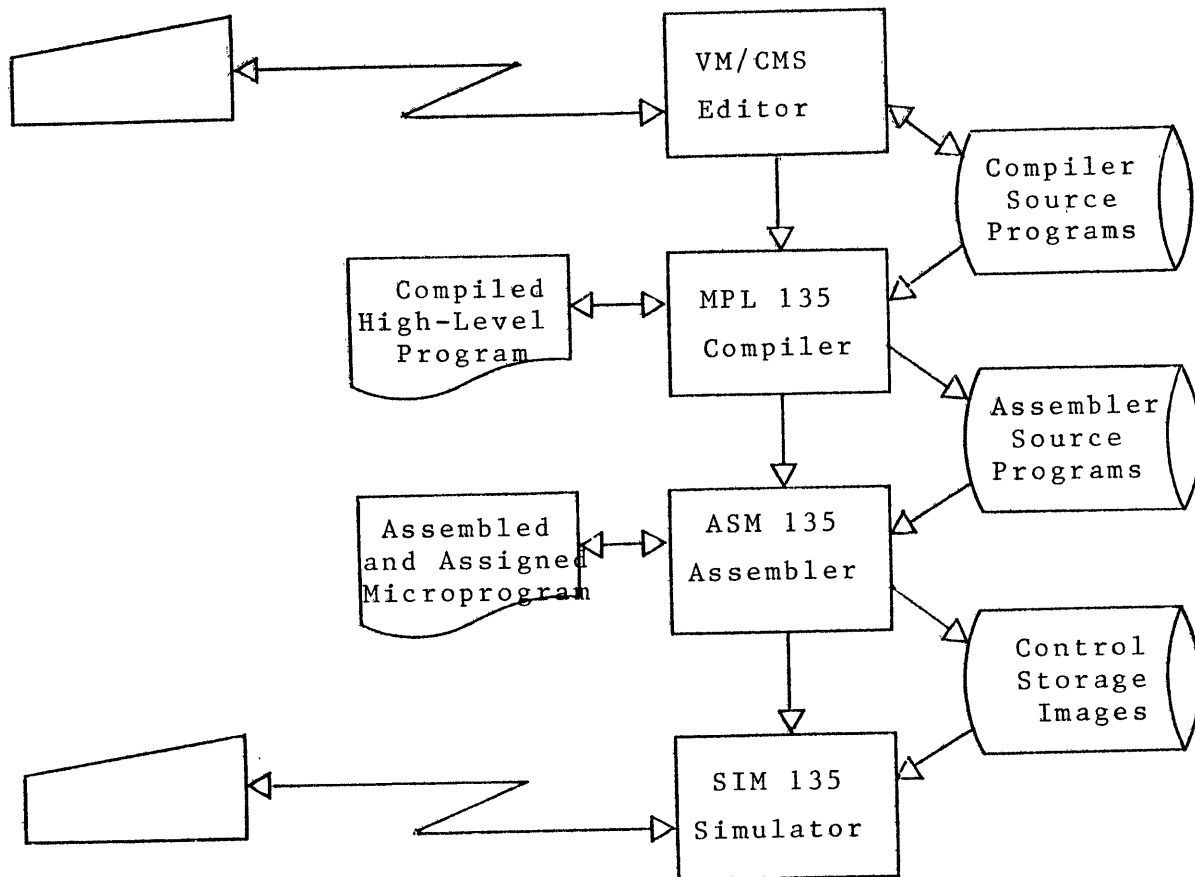 VM/CMS
Editor
Compiler
Source
Programs
Compiled
High-Level
Program
MPL 135
Compiler
Assembler
Source
Programs
Assembled
and Assigned
Microprogram
ASM 135
Assembler
Control
Storage
Images
SIM 135
Simulator